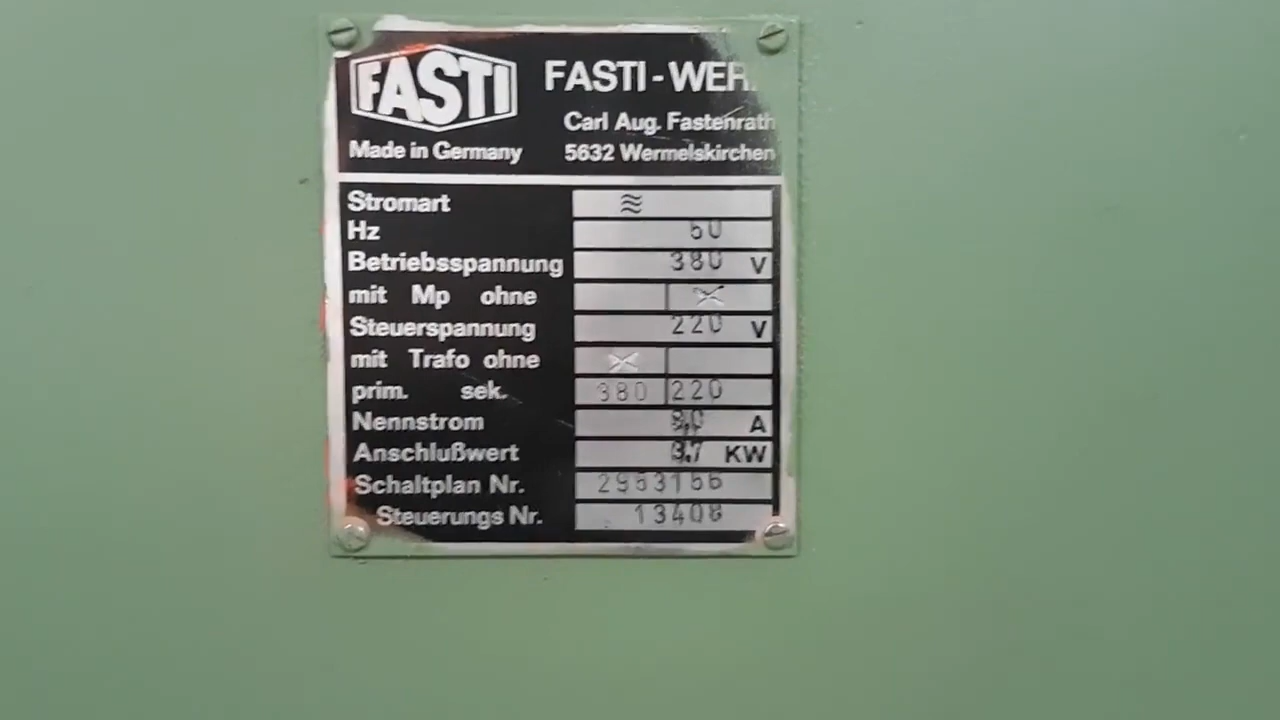 FASTI FASTI-WER
Carl Aug. Fastenrath
Made in Germany 5632 Wermelskirchen
Stromart ≋
Hz 50
Betriebsspannung 380 V
mit Mp ohne X
Steuerspannung 220 V
mit Trafo ohne X
prim. sek. 380 220
Nennstrom A
Anschlußwert KW
Schaltplan Nr.
Steuerungs Nr. 13408